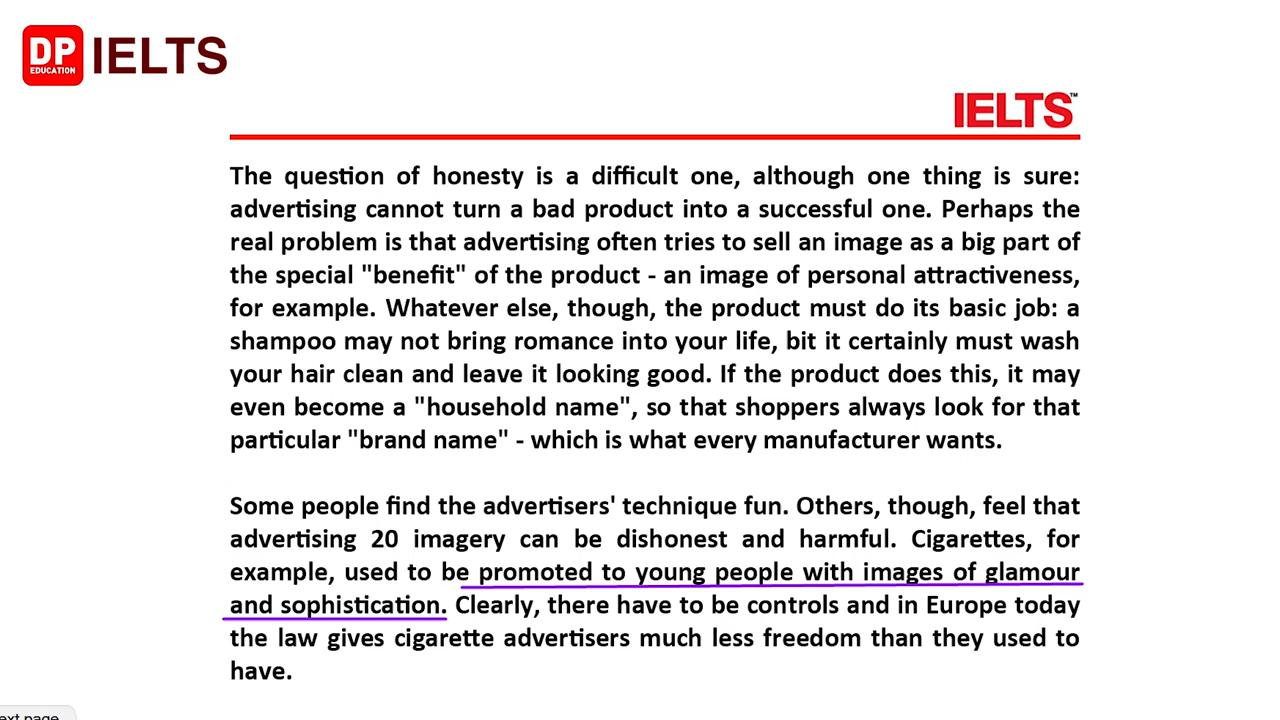 DP
EDUCATION
IELTS
IELTS™
The question of honesty is a difficult one, although one thing is sure:
advertising cannot turn a bad product into a successful one. Perhaps the
real problem is that advertising often tries to sell an image as a big part of
the special "benefit" of the product - an image of personal attractiveness,
for example. Whatever else, though, the product must do its basic job: a
shampoo may not bring romance into your life, bit it certainly must wash
your hair clean and leave it looking good. If the product does this, it may
even become a "household name", so that shoppers always look for that
particular "brand name" - which is what every manufacturer wants.
Some people find the advertisers' technique fun. Others, though, feel that
advertising 20 imagery can be dishonest and harmful. Cigarettes, for
example, used to be promoted to young people with images of glamour
and sophistication. Clearly, there have to be controls and in Europe today
the law gives cigarette advertisers much less freedom than they used to
have.
ext page